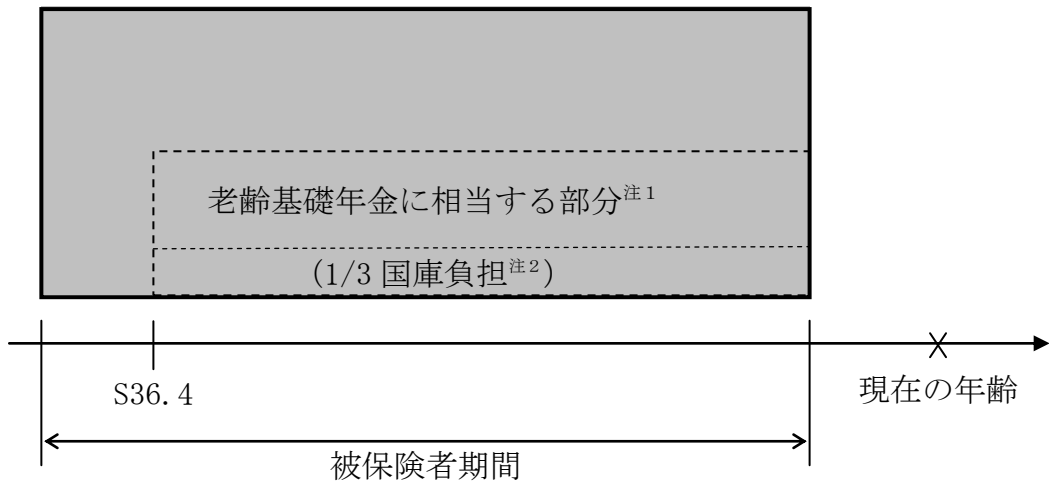 老齢基礎年金に相当する部分注1
(1/3 国庫負担注2)
S36.4
現在の年齢
被保険者期間